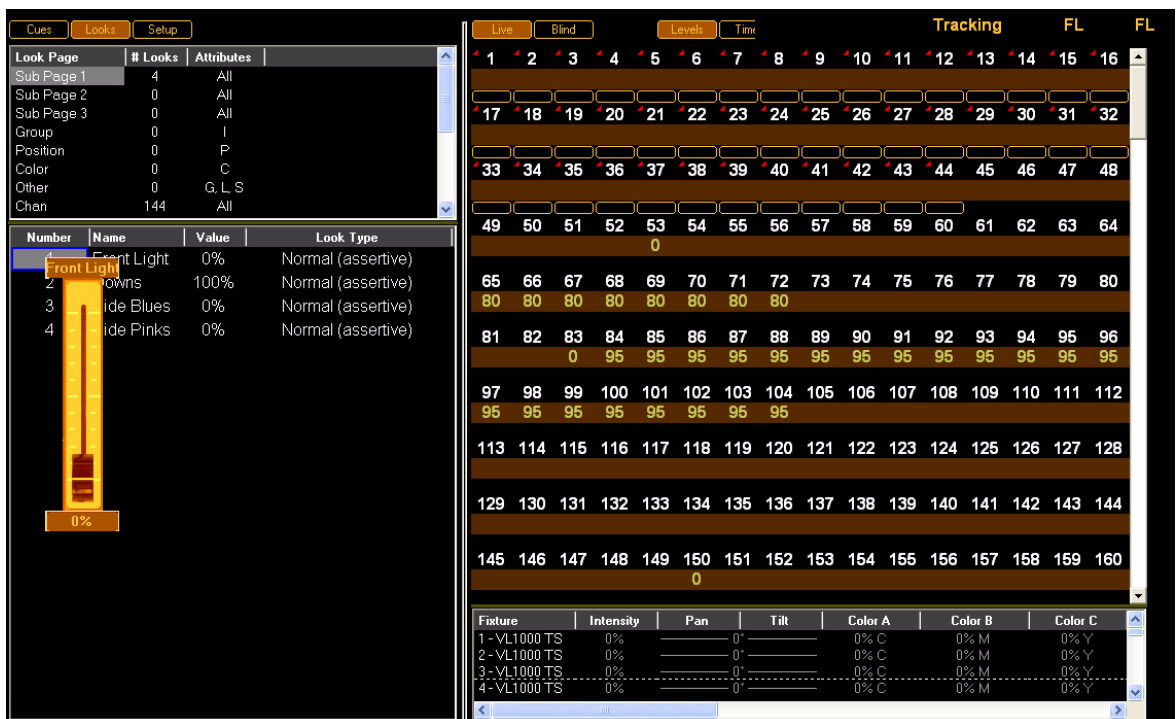 Cues Looks Setup
Look Page # Looks Attributes
Sub Page 1 4 All
Sub Page 2 0 All
Sub Page 3 0 All
Group 0 I
Position 0 P
Color 0 C
Other 0 G, L, S
Chan 144 All
Number Name Value Look Type
Front Light 0% Normal (assertive)
Front Light
2 100% Normal (assertive)
3 ide Blues 0% Normal (assertive)
4 ide Pinks 0% Normal (assertive)
0%
Live Blind Levels Time Tracking FL FL
1 2 3 4 5 6 7 8 9 10 11 12 13 14 15 16
17 18 19 20 21 22 23 24 25 26 27 28 29 30 31 32
33 34 35 36 37 38 39 40 41 42 43 44 45 46 47 48
49 50 51 52 53 54 55 56 57 58 59 60 61 62 63 64
0
65 66 67 68 69 70 71 72 73 74 75 76 77 78 79 80
80 80 80 80 80 80 80 80
81 82 83 84 85 86 87 88 89 90 91 92 93 94 95 96
0 95 95 95 95 95 95 95 95 95 95 95 95 95
97 98 99 100 101 102 103 104 105 106 107 108 109 110 111 112
95 95 95 95 95 95 95 95
113 114 115 116 117 118 119 120 121 122 123 124 125 126 127 128
129 130 131 132 133 134 135 136 137 138 139 140 141 142 143 144
145 146 147 148 149 150 151 152 153 154 155 156 157 158 159 160
0
Fixture Intensity Pan Tilt Color A Color B Color C
1 - VL1000 TS 0% 0° 0% C 0% M 0% Y
2 - VL1000 TS 0% 0° 0% C 0% M 0% Y
3 - VL1000 TS 0% 0° 0% C 0% M 0% Y
4 - VL1000 TS 0% 0° 0% C 0% M 0% Y